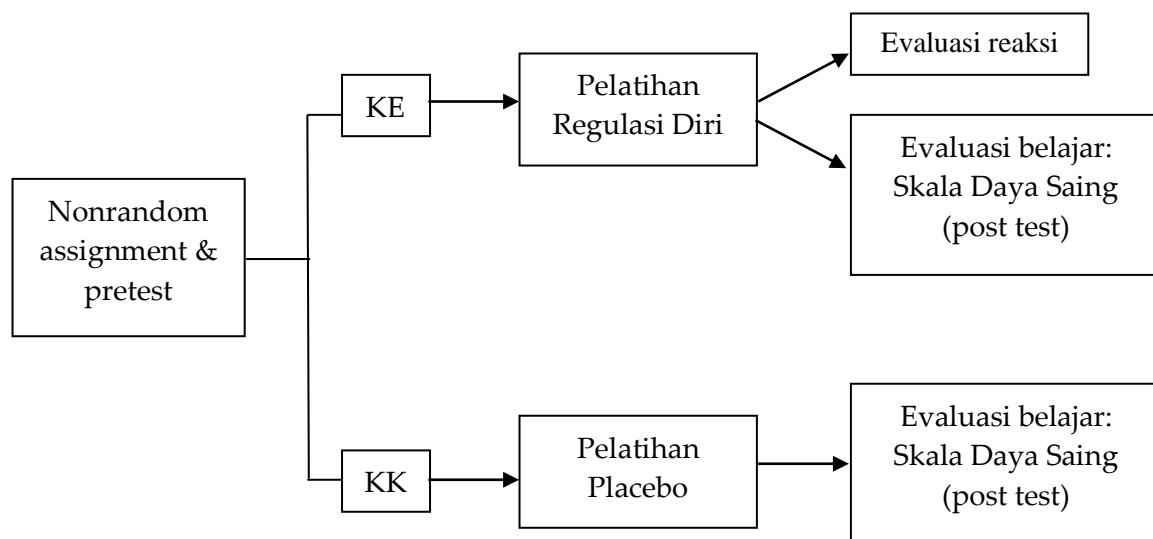 Nonrandom
assignment &
pretest
KE
Pelatihan
Regulasi Diri
Evaluasi reaksi
Evaluasi belajar:
Skala Daya Saing
(post test)
KK
Pelatihan
Placebo
Evaluasi belajar:
Skala Daya Saing
(post test)